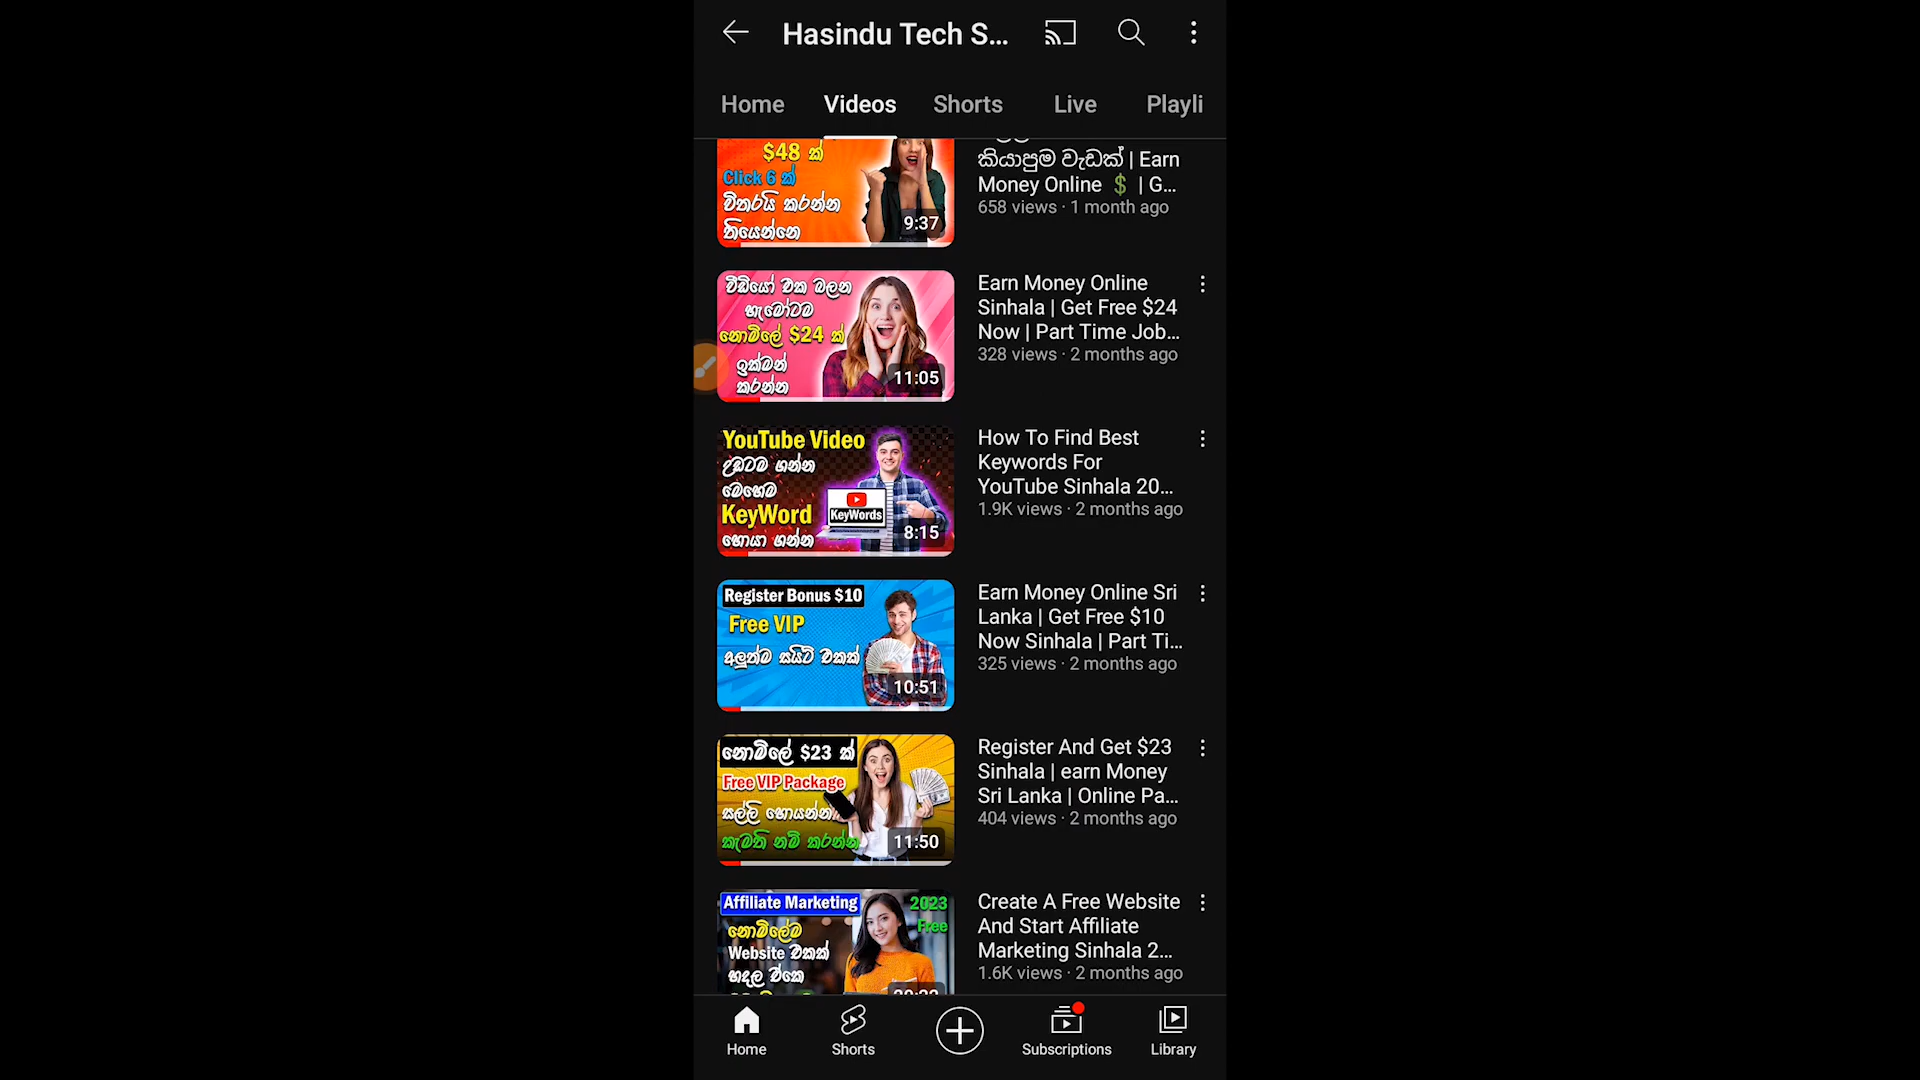 Hasindu Tech S...
Home
Videos
Shorts
Live
Playli
$48 ක්
Click 6 ක්
විතරයි කරන්න
තියෙන්නෙ
9:37
කියාපුම වැඩක් | Earn
Money Online 💲 | G...
658 views · 1 month ago
වීඩියෝ එක බලන
හැමෝටම
නොමිලේ $24 ක්
ඉක්මන්
කරන්න
11:05
Earn Money Online
Sinhala | Get Free $24
Now | Part Time Job...
328 views · 2 months ago
YouTube Video
උඩටම ගන්න
මෙහෙම
KeyWord
හොයා ගන්න
KeyWords
8:15
How To Find Best
Keywords For
YouTube Sinhala 20...
1.9K views · 2 months ago
Register Bonus $10
Free VIP
අලුත්ම සයිට් එකක්
10:51
Earn Money Online Sri
Lanka | Get Free $10
Now Sinhala | Part Ti...
325 views · 2 months ago
නොමිලේ $23 ක්
Free VIP Package
සල්ලි හොයන්න
කැමති නම් කරන්න
11:50
Register And Get $23
Sinhala | earn Money
Sri Lanka | Online Pa...
404 views · 2 months ago
Affiliate Marketing
2023
Free
නොමිලේම
Website එකක්
හදල ඒකෙ
Create A Free Website
And Start Affiliate
Marketing Sinhala 2...
1.6K views · 2 months ago
Home
Shorts
Subscriptions
Library